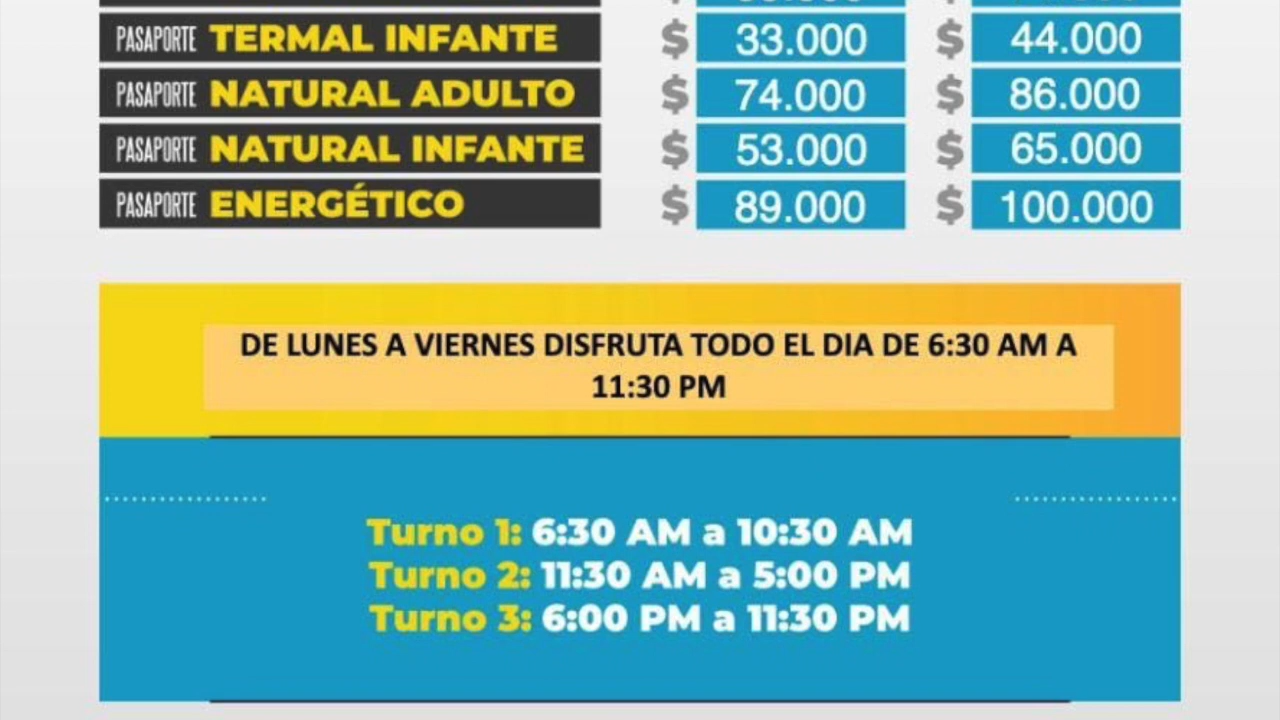 PASAPORTE TERMAL INFANTE $ 33.000 $ 44.000
PASAPORTE NATURAL ADULTO $ 74.000 $ 86.000
PASAPORTE NATURAL INFANTE $ 53.000 $ 65.000
PASAPORTE ENERGÉTICO $ 89.000 $ 100.000
DE LUNES A VIERNES DISFRUTA TODO EL DIA DE 6:30 AM A
11:30 PM
Turno 1: 6:30 AM a 10:30 AM
Turno 2: 11:30 AM a 5:00 PM
Turno 3: 6:00 PM a 11:30 PM